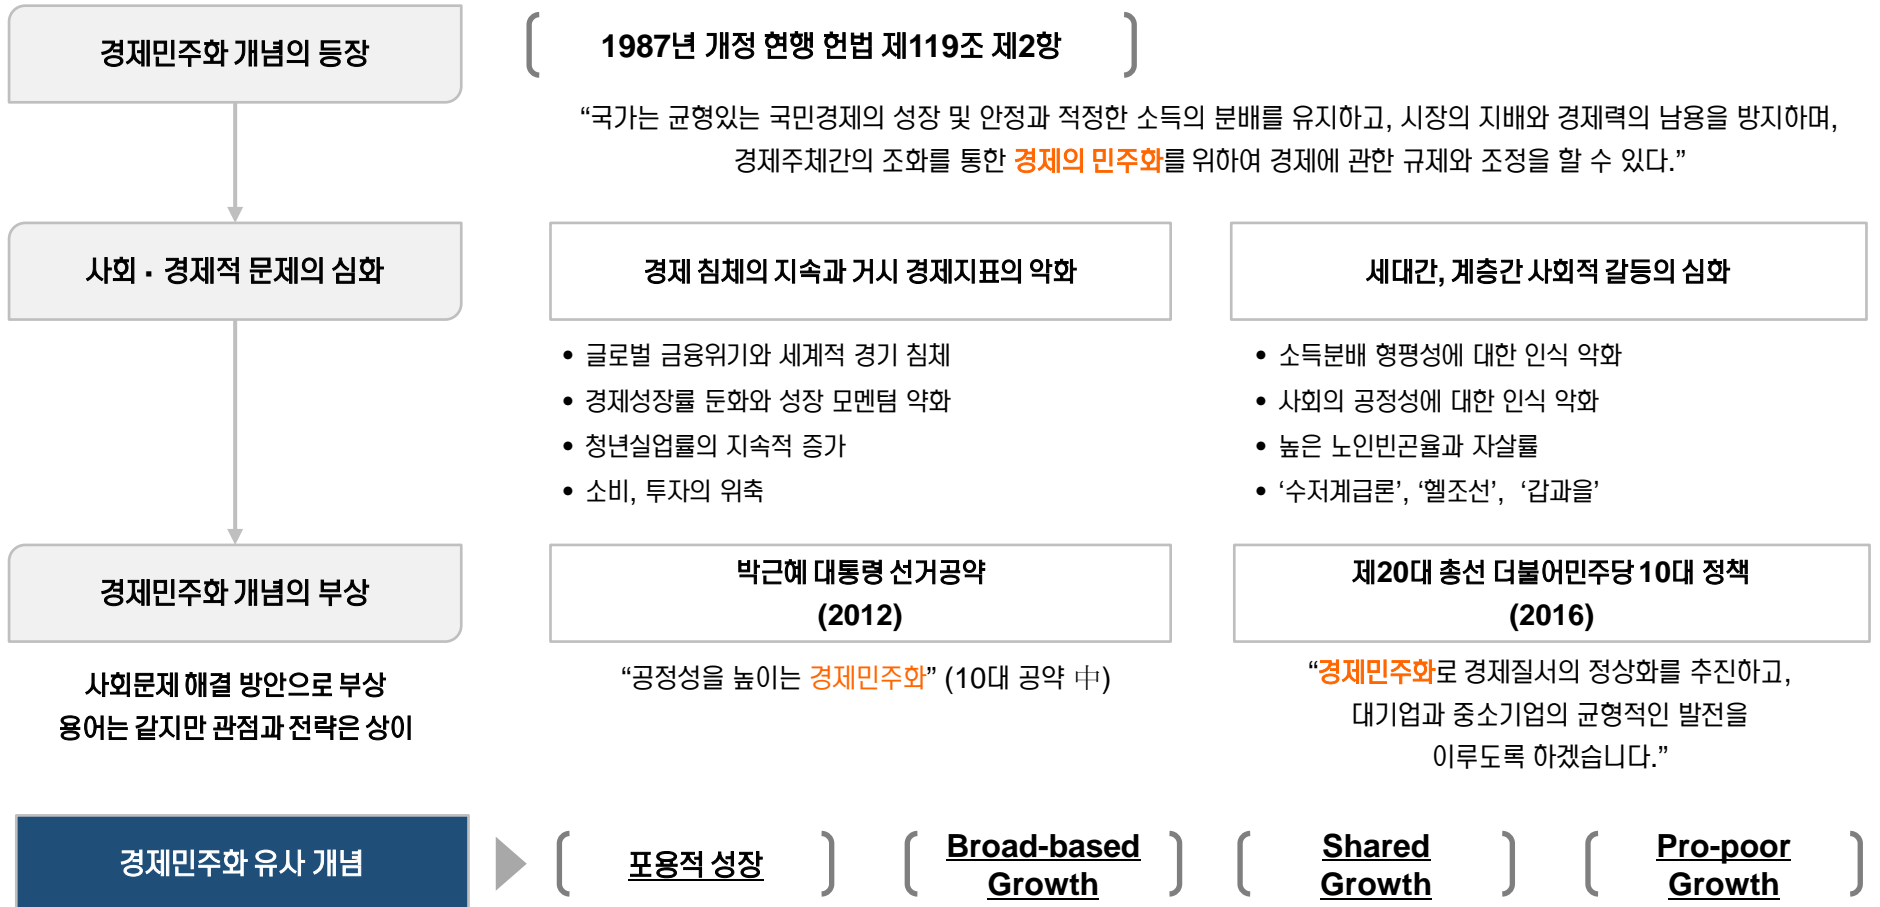 경제민주화 개념의 등장
1987년 개정 현행 헌법 제119조 제2항
“국가는 균형있는 국민경제의 성장 및 안정과 적정한 소득의 분배를 유지하고, 시장의 지배와 경제력의 남용을 방지하며,
경제주체간의 조화를 통한 경제의 민주화를 위하여 경제에 관한 규제와 조정을 할 수 있다.”
사회 · 경제적 문제의 심화
경제 침체의 지속과 거시 경제지표의 악화
• 글로벌 금융위기와 세계적 경기 침체
• 경제성장률 둔화와 성장 모멘텀 약화
• 청년실업률의 지속적 증가
• 소비, 투자의 위축
세대간, 계층간 사회적 갈등의 심화
• 소득분배 형평성에 대한 인식 악화
• 사회의 공정성에 대한 인식 악화
• 높은 노인빈곤율과 자살률
• ‘수저계급론’, ‘헬조선’, ‘갑과을’
경제민주화 개념의 부상
사회문제 해결 방안으로 부상
용어는 같지만 관점과 전략은 상이
박근혜 대통령 선거공약
(2012)
“공정성을 높이는 경제민주화” (10대 공약 中)
제20대 총선 더불어민주당 10대 정책
(2016)
“경제민주화로 경제질서의 정상화를 추진하고,
대기업과 중소기업의 균형적인 발전을
이루도록 하겠습니다.”
경제민주화 유사 개념
포용적 성장
Broad-based
Growth
Shared
Growth
Pro-poor
Growth